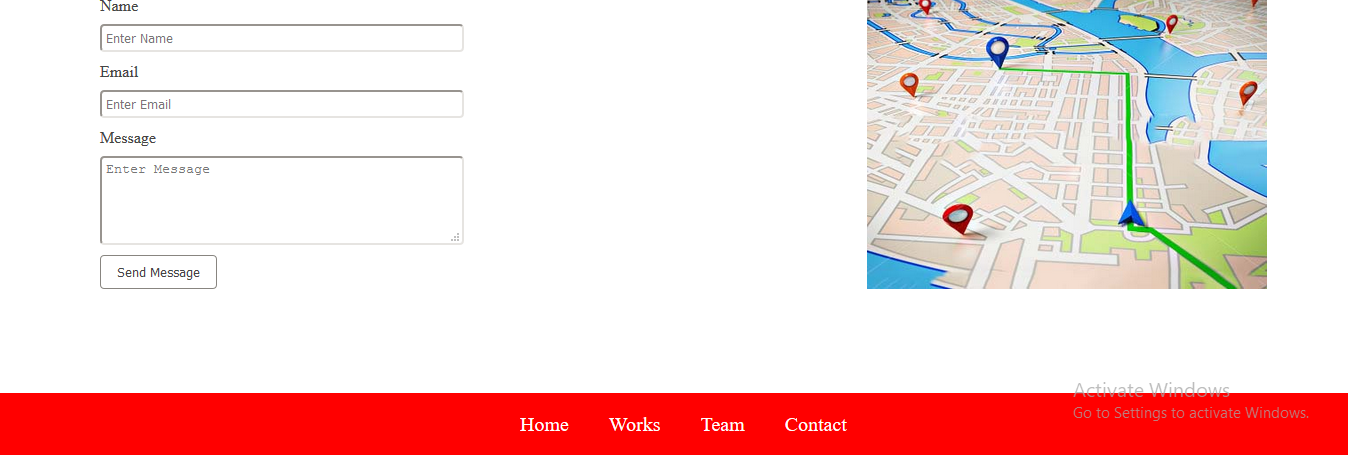 Name
Enter Name
Email
Enter Email
Message
Enter Message
Send Message
Activate Windows
Go to Settings to activate Windows.
Home Works Team Contact